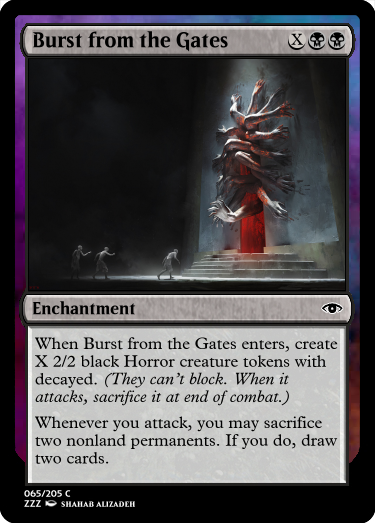 Burst from the Gates X
Enchantment
When Burst from the Gates enters, create
X 2/2 black Horror creature tokens with
decayed. (They can't block. When it
attacks, sacrifice it at end of combat.)
Whenever you attack, you may sacrifice
two nonland permanents. If you do, draw
two cards.
065/205 C
ZZZ SHAHAB ALIZADEH